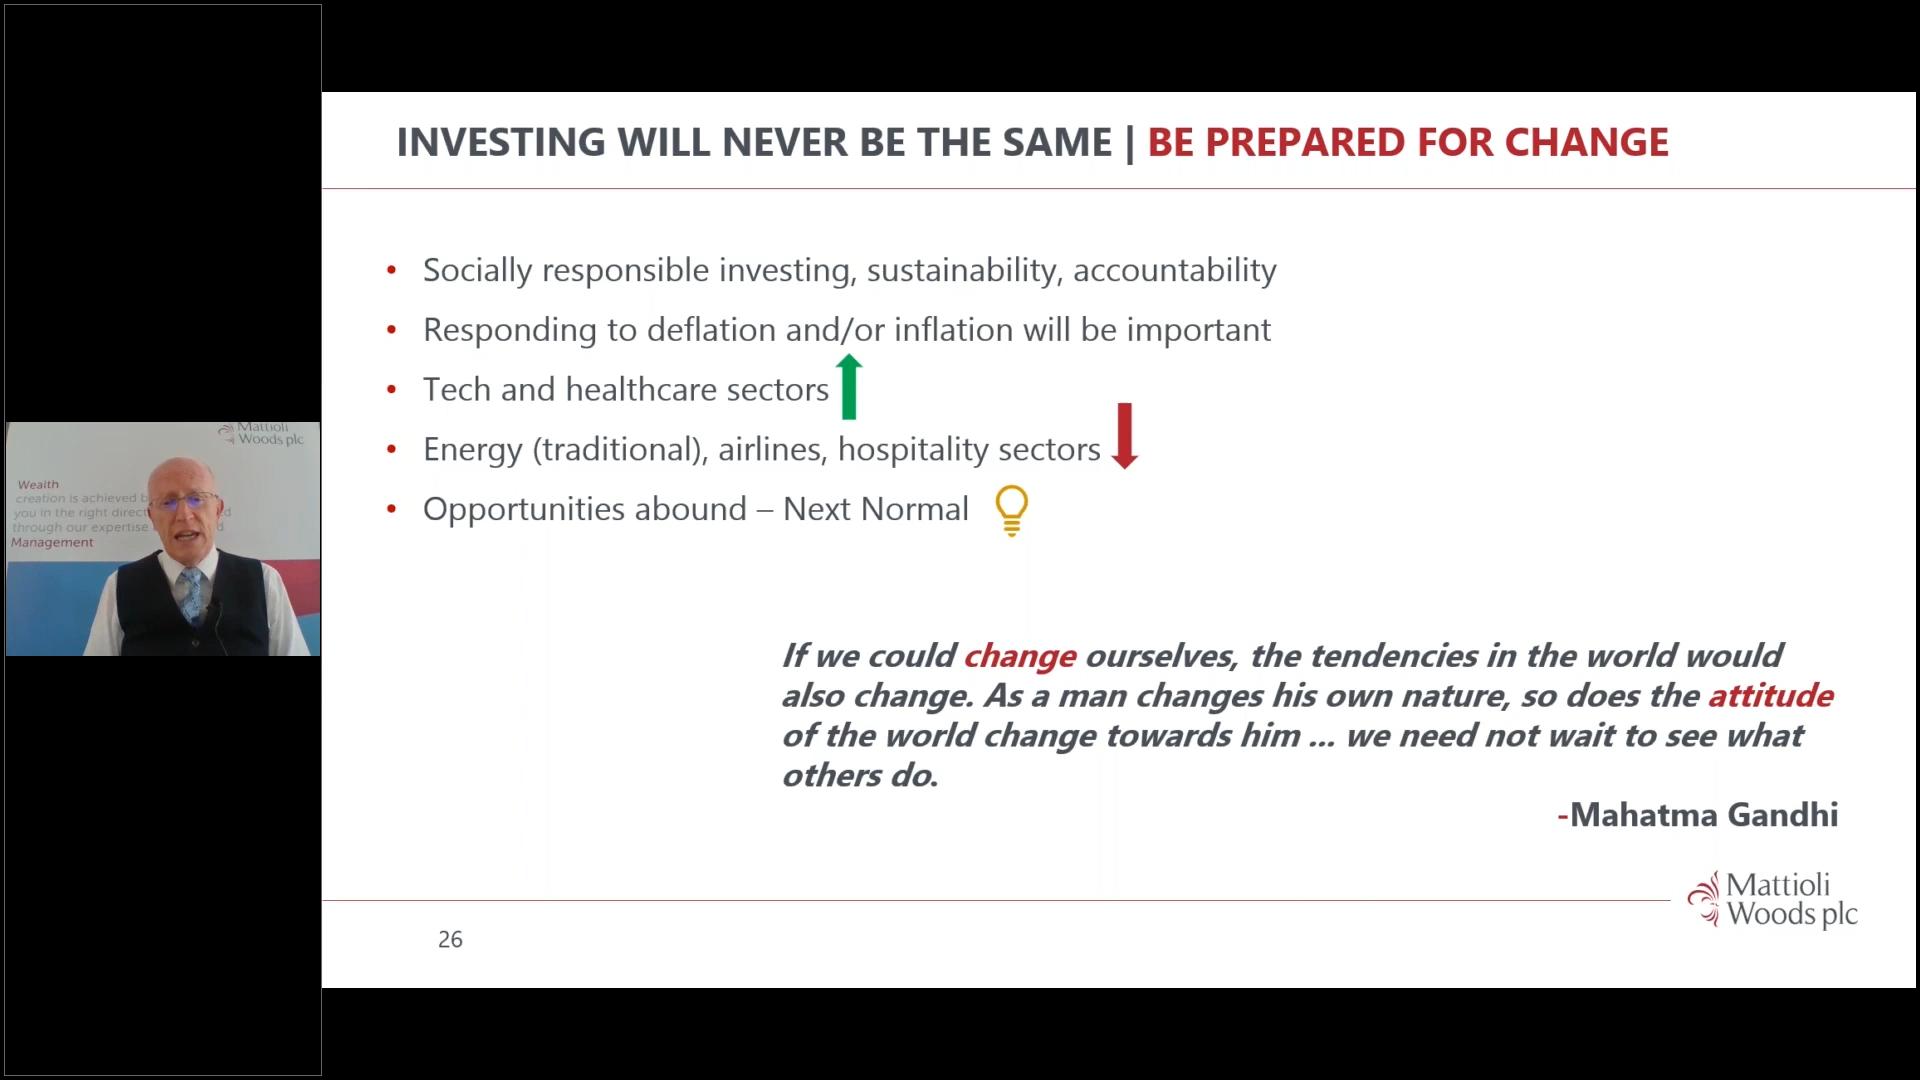 INVESTING WILL NEVER BE THE SAME | BE PREPARED FOR CHANGE
• Socially responsible investing, sustainability, accountability
• Responding to deflation and/or inflation will be important
• Tech and healthcare sectors
• Energy (traditional), airlines, hospitality sectors
• Opportunities abound – Next Normal
If we could change ourselves, the tendencies in the world would
also change. As a man changes his own nature, so does the attitude
of the world change towards him ... we need not wait to see what
others do.
-Mahatma Gandhi
Mattioli
Woods plc
26
Mattioli
Woods plc
Wealth
creation is achieved
you in the right
through our expertise
Management